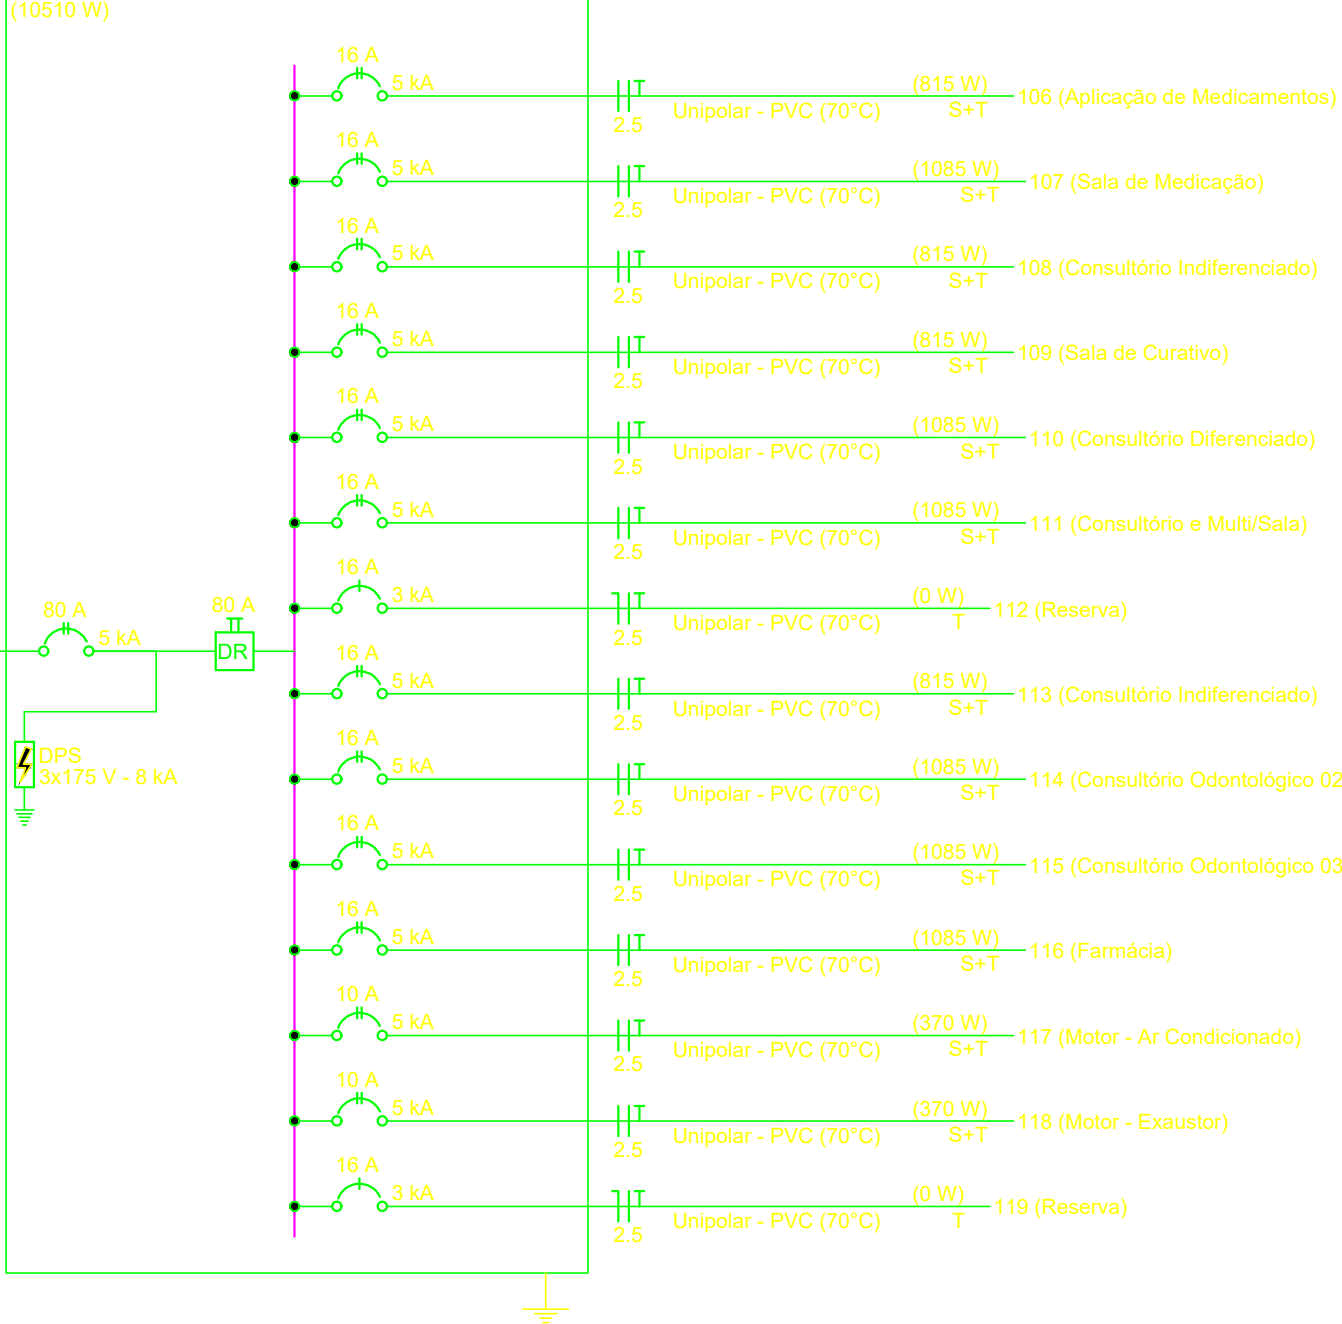 (10510 W)
16 A
5 kA
2.5
Unipolar - PVC (70°C)
(815 W)
S+T
106 (Aplicação de Medicamentos)
16 A
5 kA
2.5
Unipolar - PVC (70°C)
(1085 W)
S+T
107 (Sala de Medicação)
16 A
5 kA
2.5
Unipolar - PVC (70°C)
(815 W)
S+T
108 (Consultório Indiferenciado)
16 A
5 kA
2.5
Unipolar - PVC (70°C)
(815 W)
S+T
109 (Sala de Curativo)
16 A
5 kA
2.5
Unipolar - PVC (70°C)
(1085 W)
S+T
110 (Consultório Diferenciado)
16 A
5 kA
2.5
Unipolar - PVC (70°C)
(1085 W)
S+T
111 (Consultório e Multi/Sala)
16 A
3 kA
2.5
Unipolar - PVC (70°C)
(0 W)
T
112 (Reserva)
80 A
5 kA
80 A
DR
16 A
5 kA
2.5
Unipolar - PVC (70°C)
(815 W)
S+T
113 (Consultório Indiferenciado)
DPS
3x175 V - 8 kA
16 A
5 kA
2.5
Unipolar - PVC (70°C)
(1085 W)
S+T
114 (Consultório Odontológico 02
16 A
5 kA
2.5
Unipolar - PVC (70°C)
(1085 W)
S+T
115 (Consultório Odontológico 03
16 A
5 kA
2.5
Unipolar - PVC (70°C)
(1085 W)
S+T
116 (Farmácia)
10 A
5 kA
2.5
Unipolar - PVC (70°C)
(370 W)
S+T
117 (Motor - Ar Condicionado)
10 A
5 kA
2.5
Unipolar - PVC (70°C)
(370 W)
S+T
118 (Motor - Exaustor)
16 A
3 kA
2.5
Unipolar - PVC (70°C)
(0 W)
T
119 (Reserva)